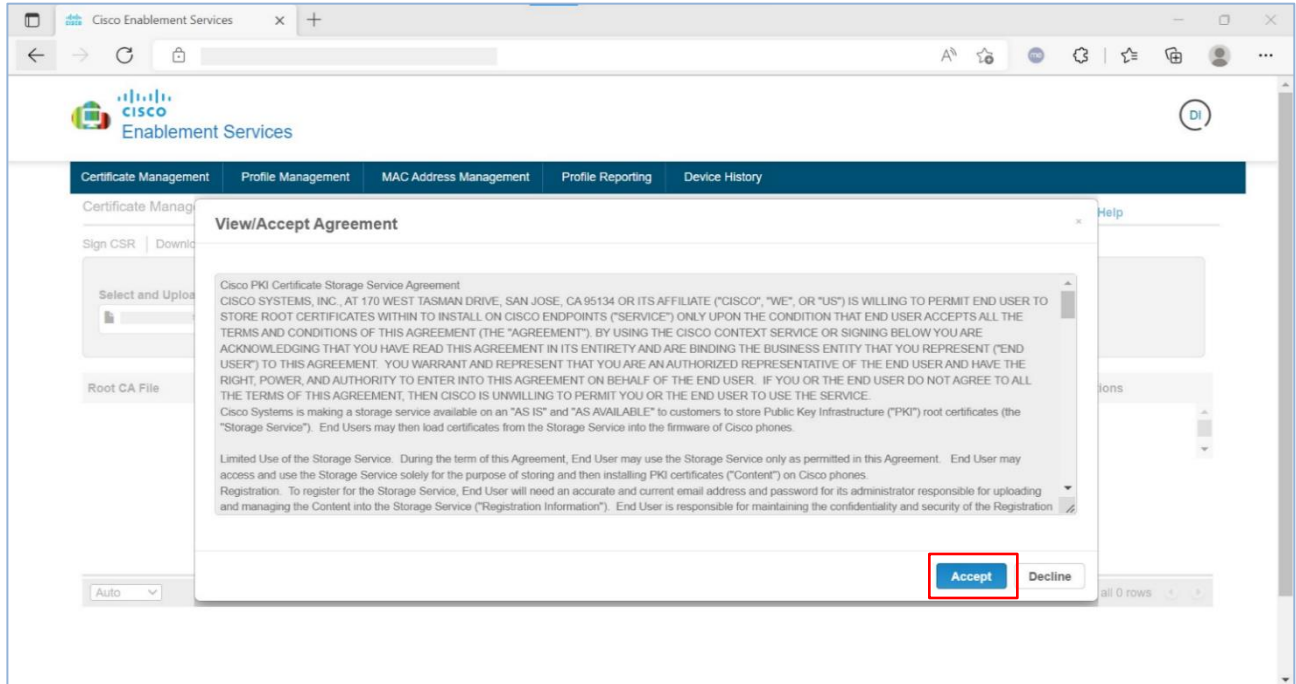 Cisco Enablement Services
CISCO
Enablement Services
DI
Certificate Management Profile Management MAC Address Management Profile Reporting Device History
Certificate Manag
Help
View/Accept Agreement
Sign CSR Downlo
Select and Uploa
Cisco PKI Certificate Storage Service Agreement
CISCO SYSTEMS, INC., AT 170 WEST TASMAN DRIVE, SAN JOSE, CA 95134 OR ITS AFFILIATE ("CISCO", "WE", OR "US") IS WILLING TO PERMIT END USER TO
STORE ROOT CERTIFICATES WITHIN TO INSTALL ON CISCO ENDPOINTS ("SERVICE") ONLY UPON THE CONDITION THAT END USER ACCEPTS ALL THE
TERMS AND CONDITIONS OF THIS AGREEMENT (THE "AGREEMENT"). BY USING THE CISCO CONTEXT SERVICE OR SIGNING BELOW YOU ARE
ACKNOWLEDGING THAT YOU HAVE READ THIS AGREEMENT IN ITS ENTIRETY AND ARE BINDING THE BUSINESS ENTITY THAT YOU REPRESENT ("END
USER") TO THIS AGREEMENT. YOU WARRANT AND REPRESENT THAT YOU ARE AN AUTHORIZED REPRESENTATIVE OF THE END USER AND HAVE THE
RIGHT, POWER, AND AUTHORITY TO ENTER INTO THIS AGREEMENT ON BEHALF OF THE END USER. IF YOU OR THE END USER DO NOT AGREE TO ALL
THE TERMS OF THIS AGREEMENT, THEN CISCO IS UNWILLING TO PERMIT YOU OR THE END USER TO USE THE SERVICE.
Cisco Systems is making a storage service available on an "AS IS" and "AS AVAILABLE" to customers to store Public Key Infrastructure ("PKI") root certificates (the
"Storage Service"). End Users may then load certificates from the Storage Service into the firmware of Cisco phones.
Limited Use of the Storage Service. During the term of this Agreement, End User may use the Storage Service only as permitted in this Agreement. End User may
access and use the Storage Service solely for the purpose of storing and then installing PKI certificates ("Content") on Cisco phones.
Registration. To register for the Storage Service, End User will need an accurate and current email address and password for its administrator responsible for uploading
and managing the Content into the Storage Service ("Registration Information"). End User is responsible for maintaining the confidentiality and security of the Registration
Root CA File
ions
Accept Decline
Auto
all 0 rows